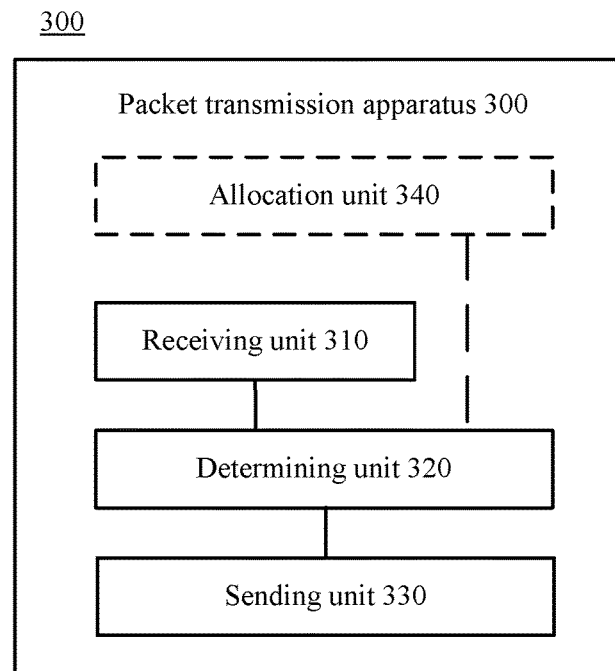 300
Packet transmission apparatus 300
Allocation unit 340
Receiving unit 310
Determining unit 320
Sending unit 330